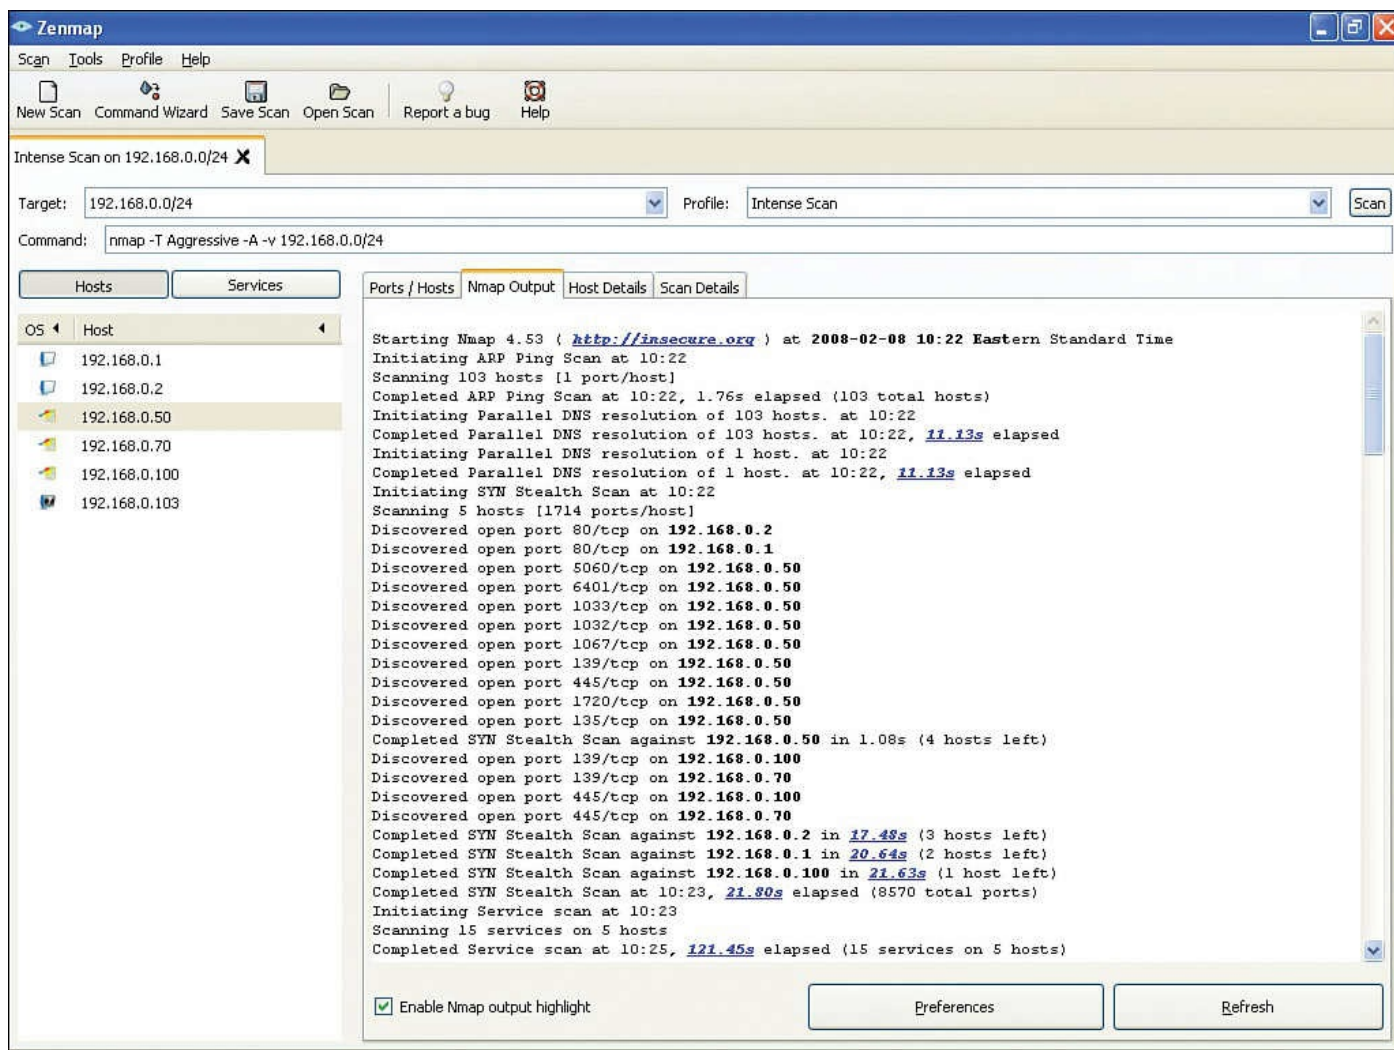 Zenmap
Scan Tools Profile Help
New Scan Command Wizard Save Scan Open Scan Report a bug Help
Intense Scan on 192.168.0.0/24
Target: 192.168.0.0/24 Profile: Intense Scan Scan
Command: nmap -T Aggressive -A -v 192.168.0.0/24
Hosts Services
Ports / Hosts Nmap Output Host Details Scan Details
OS Host
192.168.0.1
192.168.0.2
192.168.0.50
192.168.0.70
192.168.0.100
192.168.0.103
Starting Nmap 4.53 ( http://insecure.org ) at 2008-02-08 10:22 Eastern Standard Time
Initiating ARP Ping Scan at 10:22
Scanning 103 hosts [1 port/host]
Completed ARP Ping Scan at 10:22, 1.76s elapsed (103 total hosts)
Initiating Parallel DNS resolution of 103 hosts. at 10:22
Completed Parallel DNS resolution of 103 hosts. at 10:22, 11.13s elapsed
Initiating Parallel DNS resolution of 1 host. at 10:22
Completed Parallel DNS resolution of 1 host. at 10:22, 11.13s elapsed
Initiating SYN Stealth Scan at 10:22
Scanning 5 hosts [1714 ports/host]
Discovered open port 80/tcp on 192.168.0.2
Discovered open port 80/tcp on 192.168.0.1
Discovered open port 5060/tcp on 192.168.0.50
Discovered open port 6401/tcp on 192.168.0.50
Discovered open port 1033/tcp on 192.168.0.50
Discovered open port 1032/tcp on 192.168.0.50
Discovered open port 1067/tcp on 192.168.0.50
Discovered open port 139/tcp on 192.168.0.50
Discovered open port 445/tcp on 192.168.0.50
Discovered open port 1720/tcp on 192.168.0.50
Discovered open port 135/tcp on 192.168.0.50
Completed SYN Stealth Scan against 192.168.0.50 in 1.08s (4 hosts left)
Discovered open port 139/tcp on 192.168.0.100
Discovered open port 139/tcp on 192.168.0.70
Discovered open port 445/tcp on 192.168.0.100
Discovered open port 445/tcp on 192.168.0.70
Completed SYN Stealth Scan against 192.168.0.2 in 17.48s (3 hosts left)
Completed SYN Stealth Scan against 192.168.0.1 in 20.64s (2 hosts left)
Completed SYN Stealth Scan against 192.168.0.100 in 21.63s (1 host left)
Completed SYN Stealth Scan at 10:23, 21.80s elapsed (8570 total ports)
Initiating Service scan at 10:23
Scanning 15 services on 5 hosts
Completed Service scan at 10:25, 121.45s elapsed (15 services on 5 hosts)
Enable Nmap output highlight Preferences Refresh